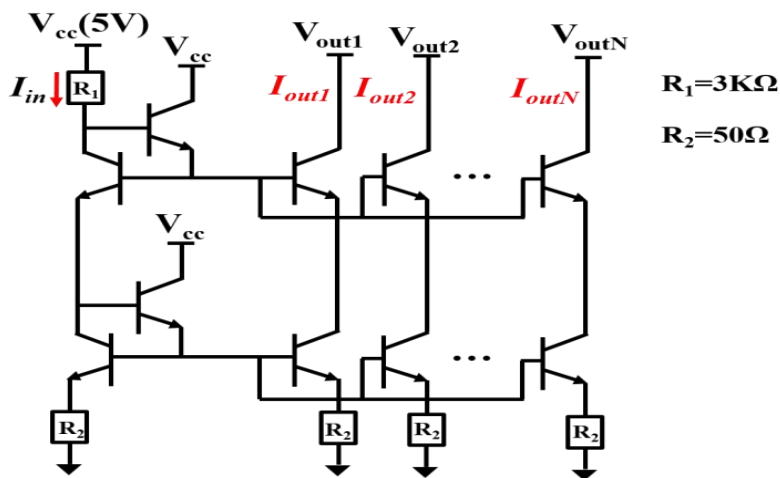 Vcc(5V)
Vcc
Vout1
Vout2
VoutN
Iin
R1
Iout1
Iout2
IoutN
R1=3KΩ
R2=50Ω
...
Vcc
...
R2
R2
R2
R2